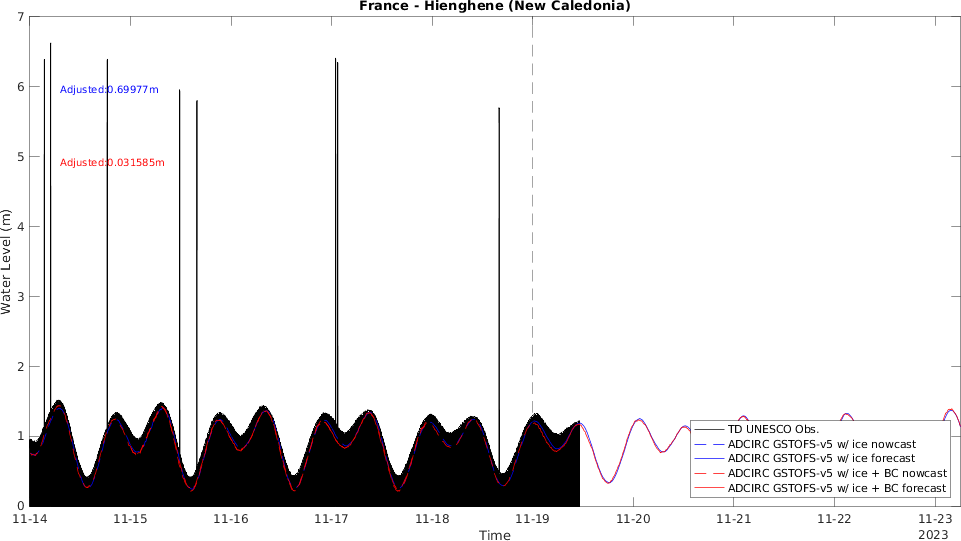 France - Hienghene (New Caledonia)
7
6
5
4
3
2
1
0
Water Level (m)
Adjusted:0.69977m
Adjusted:0.031585m
TD UNESCO Obs.
ADCIRC GSTOFS-v5 w/ ice nowcast
ADCIRC GSTOFS-v5 w/ ice forecast
ADCIRC GSTOFS-v5 w/ ice + BC nowcast
ADCIRC GSTOFS-v5 w/ ice + BC forecast
11-14 11-15 11-16 11-17 11-18 11-19 11-20 11-21 11-22 11-23
2023
Time